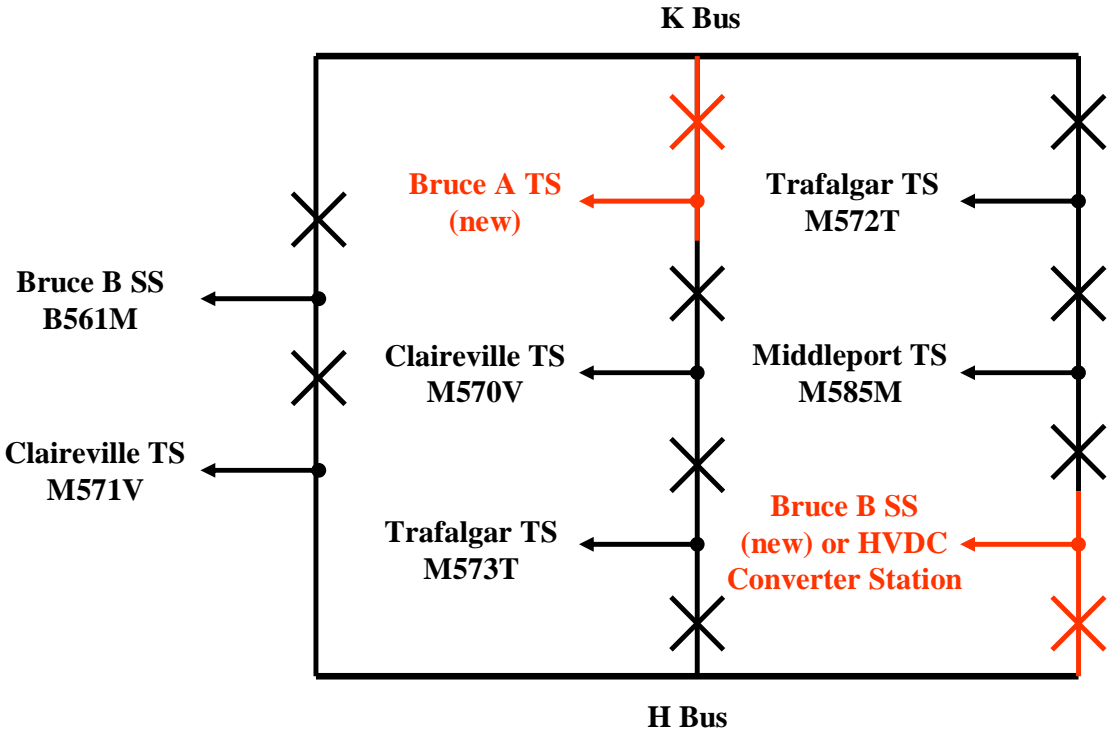 K Bus
Bruce A TS
(new)
Trafalgar TS
M572T
Bruce B SS
B561M
Claireville TS
M570V
Middleport TS
M585M
Claireville TS
M571V
Trafalgar TS
M573T
Bruce B SS
(new) or HVDC
Converter Station
H Bus